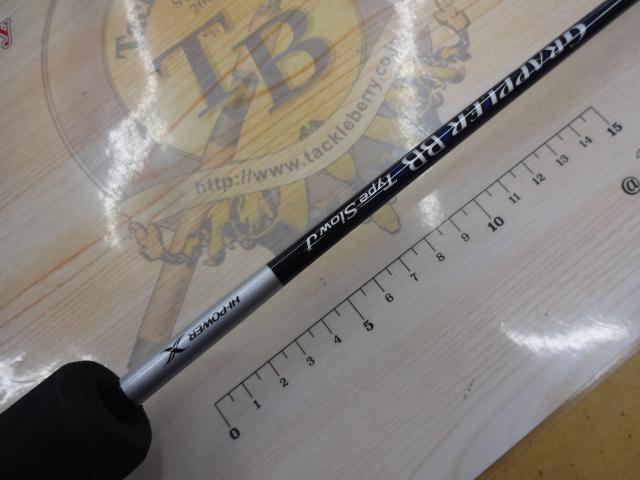 GRAPPLER BB Type Slow J
HI-POWER X
TB
http://www.tackleberry.co.jp
0 1 2 3 4 5 6 7 8 9 10 11 12 13 14 15
@